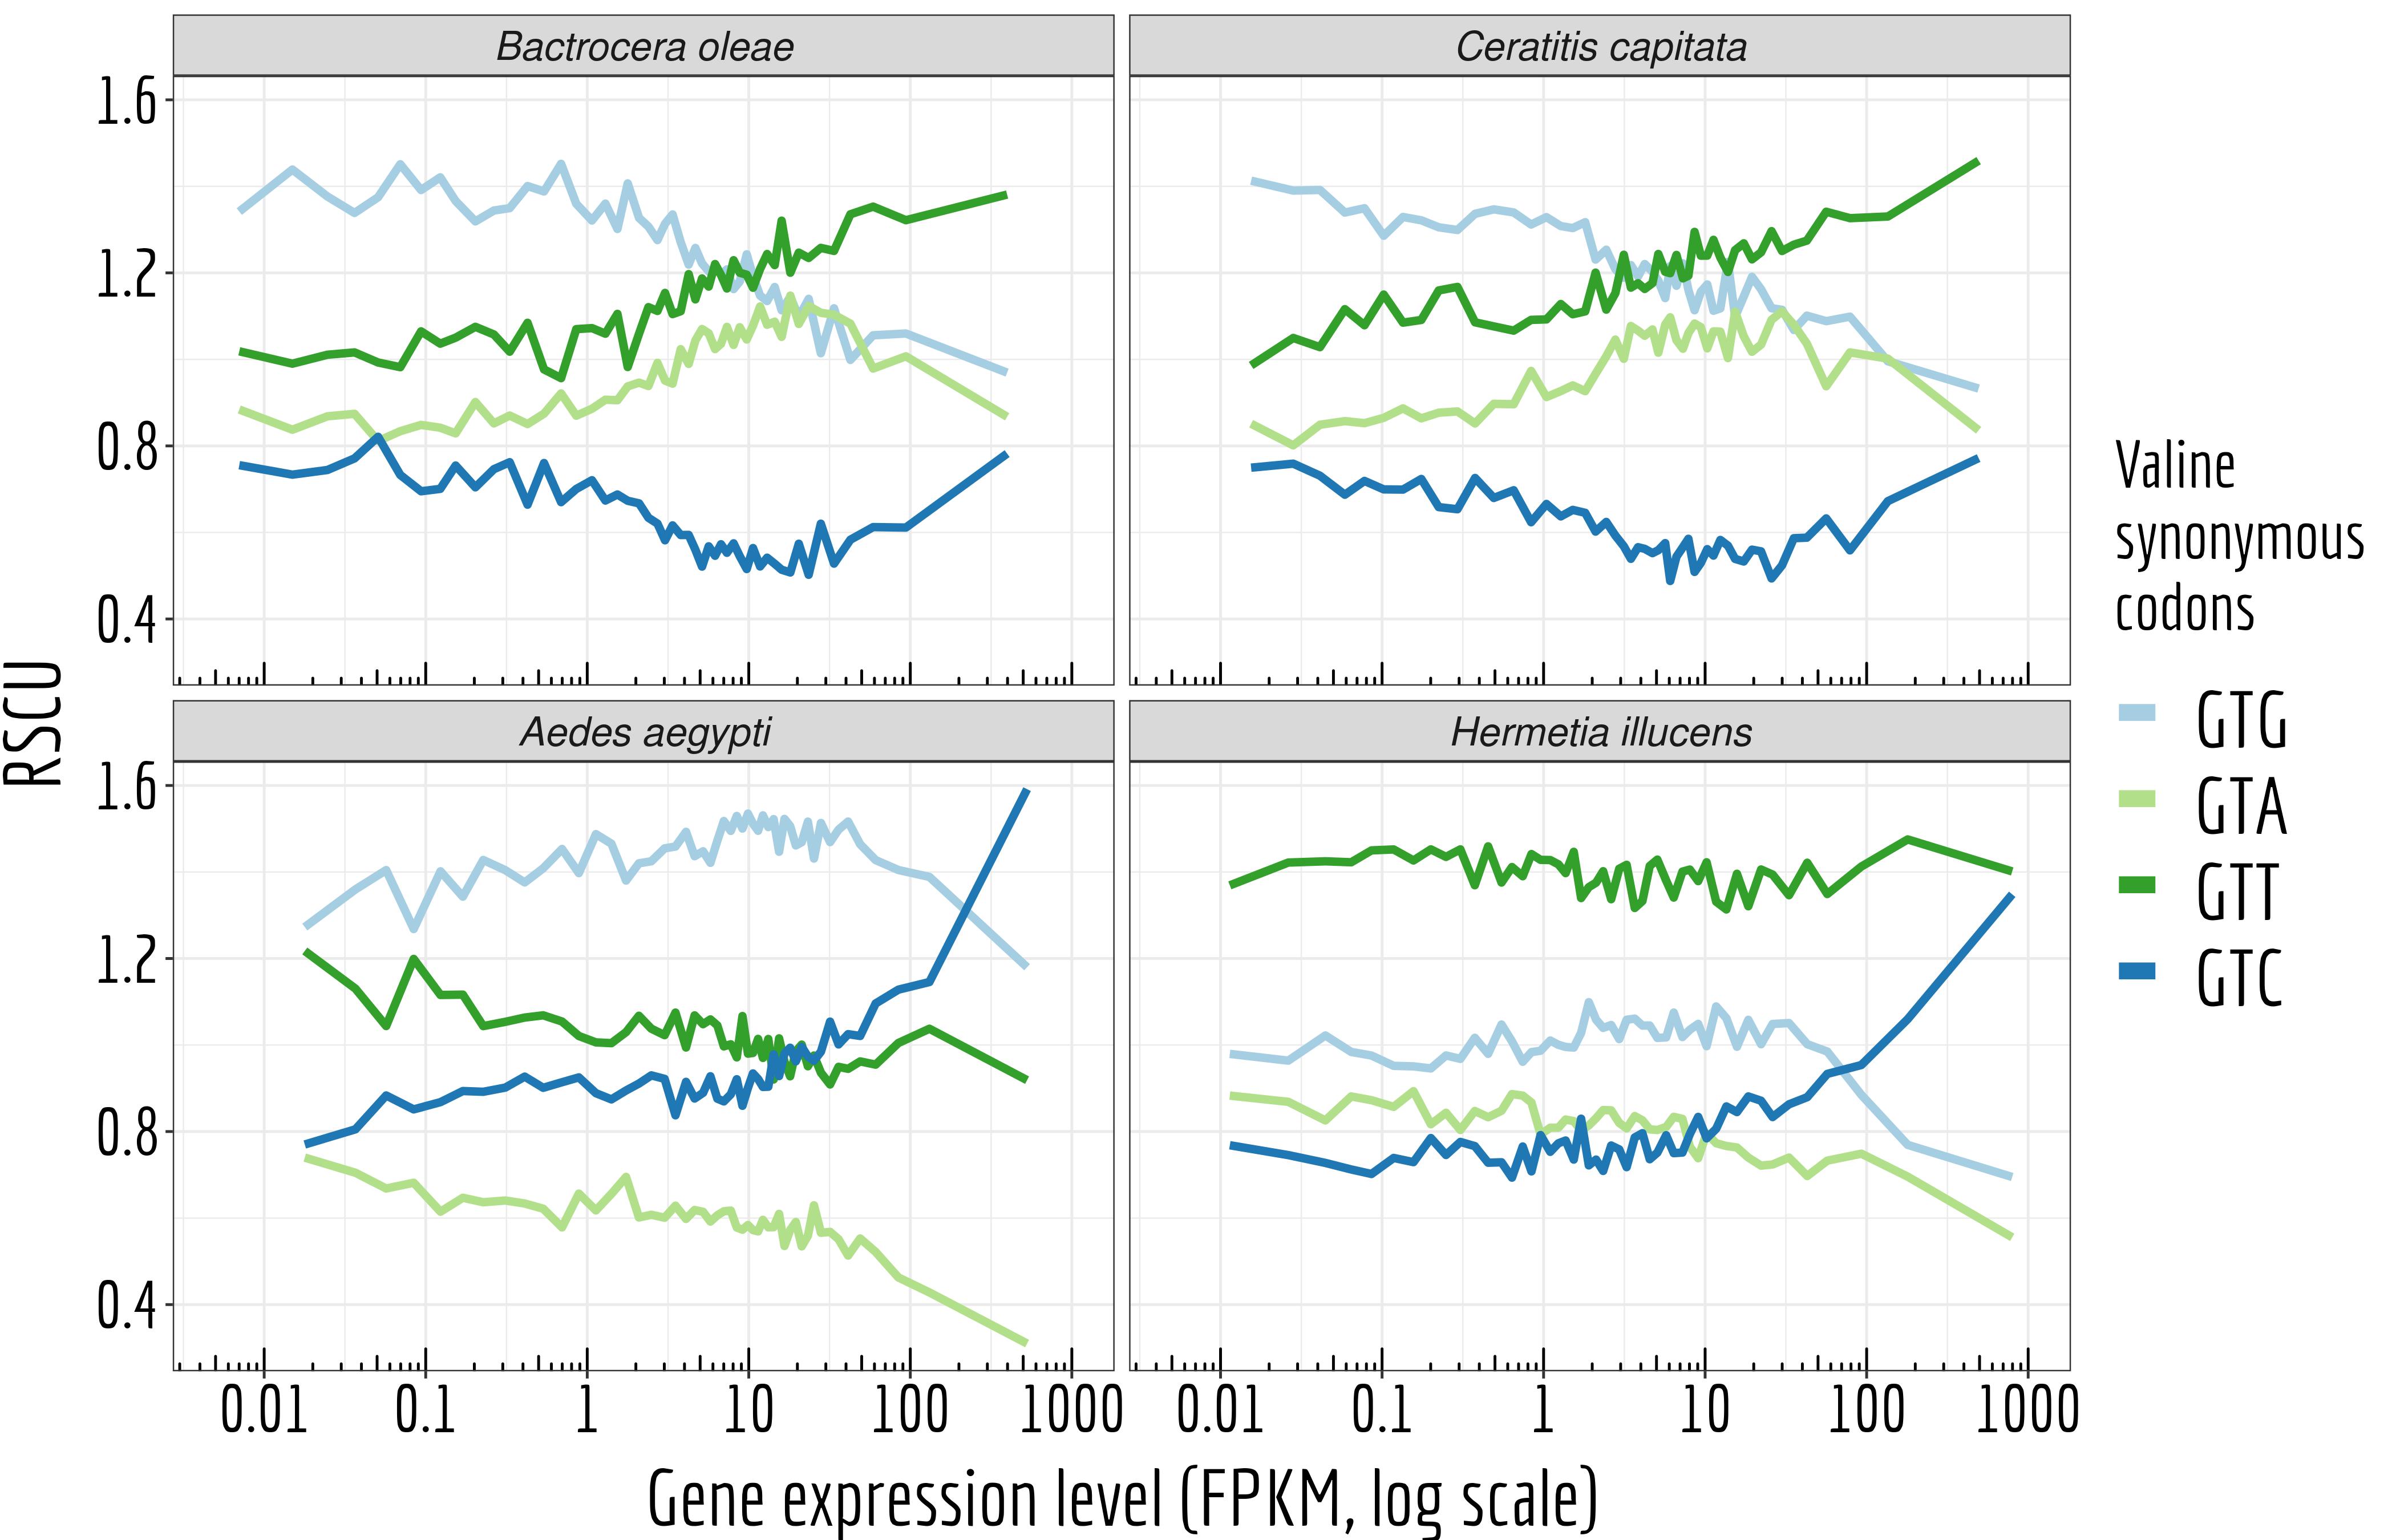 Bactrocera oleae
Ceratitis capitata
1.6
1.2
0.8
0.4
RSCU
Aedes aegypti
Hermetia illucens
1.6
1.2
0.8
0.4
0.01 0.1 1 10 100 1000
0.01 0.1 1 10 100 1000
Gene expression level (FPKM, log scale)
Valine
synonymous
codons
GTG
GTA
GTT
GTC